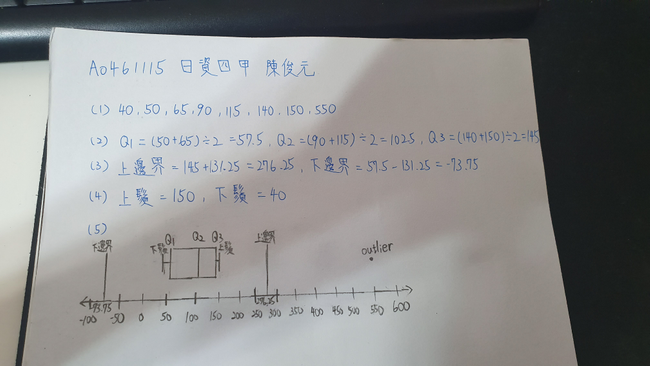 A0461115 日資四甲 陳俊元
(1) 40, 50, 65, 90, 115, 140, 150, 550
(2) Q1 = (50+65)÷2 = 57.5, Q2 = (90+115)÷2 = 102.5, Q3 = (140+150)÷2 = 145
(3) 上邊界 = 145+131.25 = 276.25, 下邊界 = 57.5-131.25 = -73.75
(4) 上鬚 = 150, 下鬚 = 40
(5)
下邊界 下鬚 Q1 Q2 Q3 上鬚 上邊界 outlier
-73.75 276.25
-100 -50 0 50 100 150 200 250 300 350 400 450 500 550 600